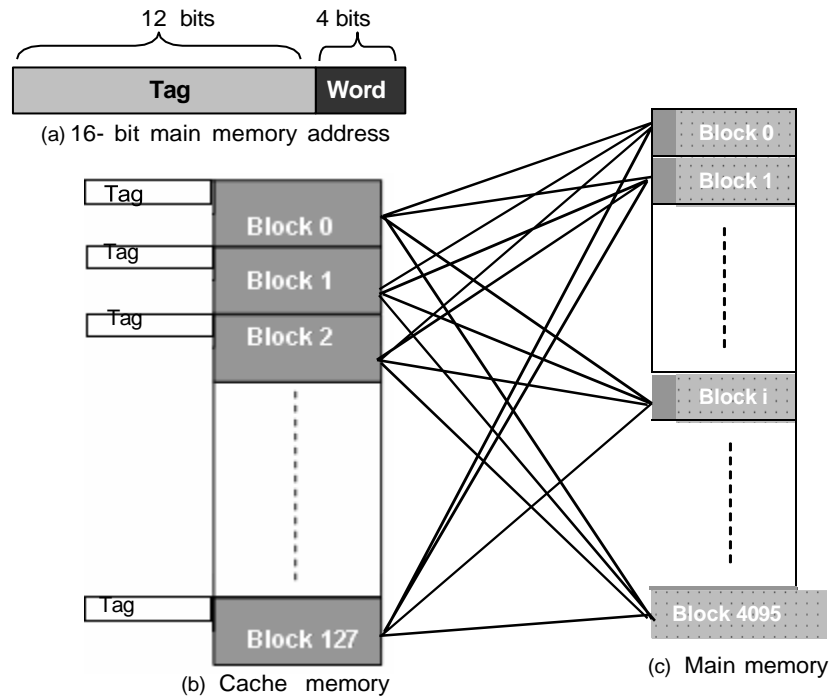 12 bits
4 bits
Tag
Word
(a) 16- bit main memory address
Tag
Block 0
Tag
Block 1
Tag
Block 2
Tag
Block 127
(b) Cache memory
Block 0
Block 1
Block i
Block 4095
(c) Main memory